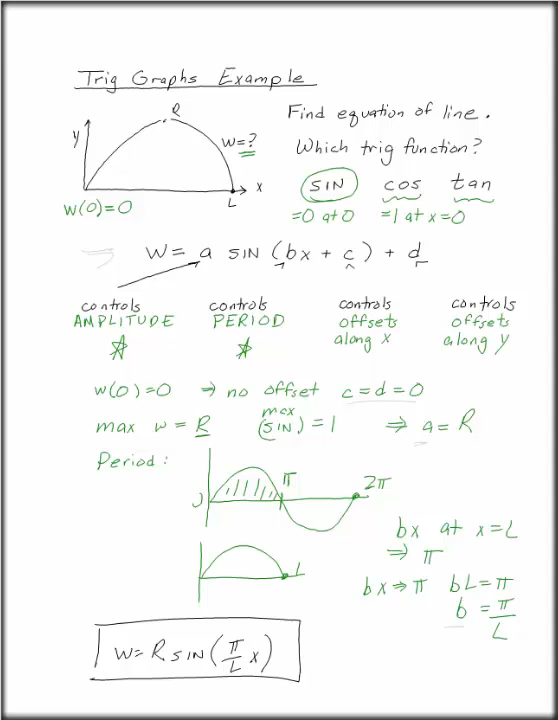 Trig Graphs Example
R
y
W=?
x
L
W(0)=0
Find equation of line.
Which trig function?
SIN cos tan
=0 at 0 =1 at x=0
⇒ W = a SIN (bx + c) + d
controls controls controls controls
AMPLITUDE PERIOD offsets offsets
along x along y
W(0)=0 ⇒ no offset c=d=0
max
max w = R (SIN)=1 ⇒ a=R
Period:
π 2π
L
bx at x=L
⇒ π
bx⇒π bL=π
b = π/L
W= R SIN(π/L x)